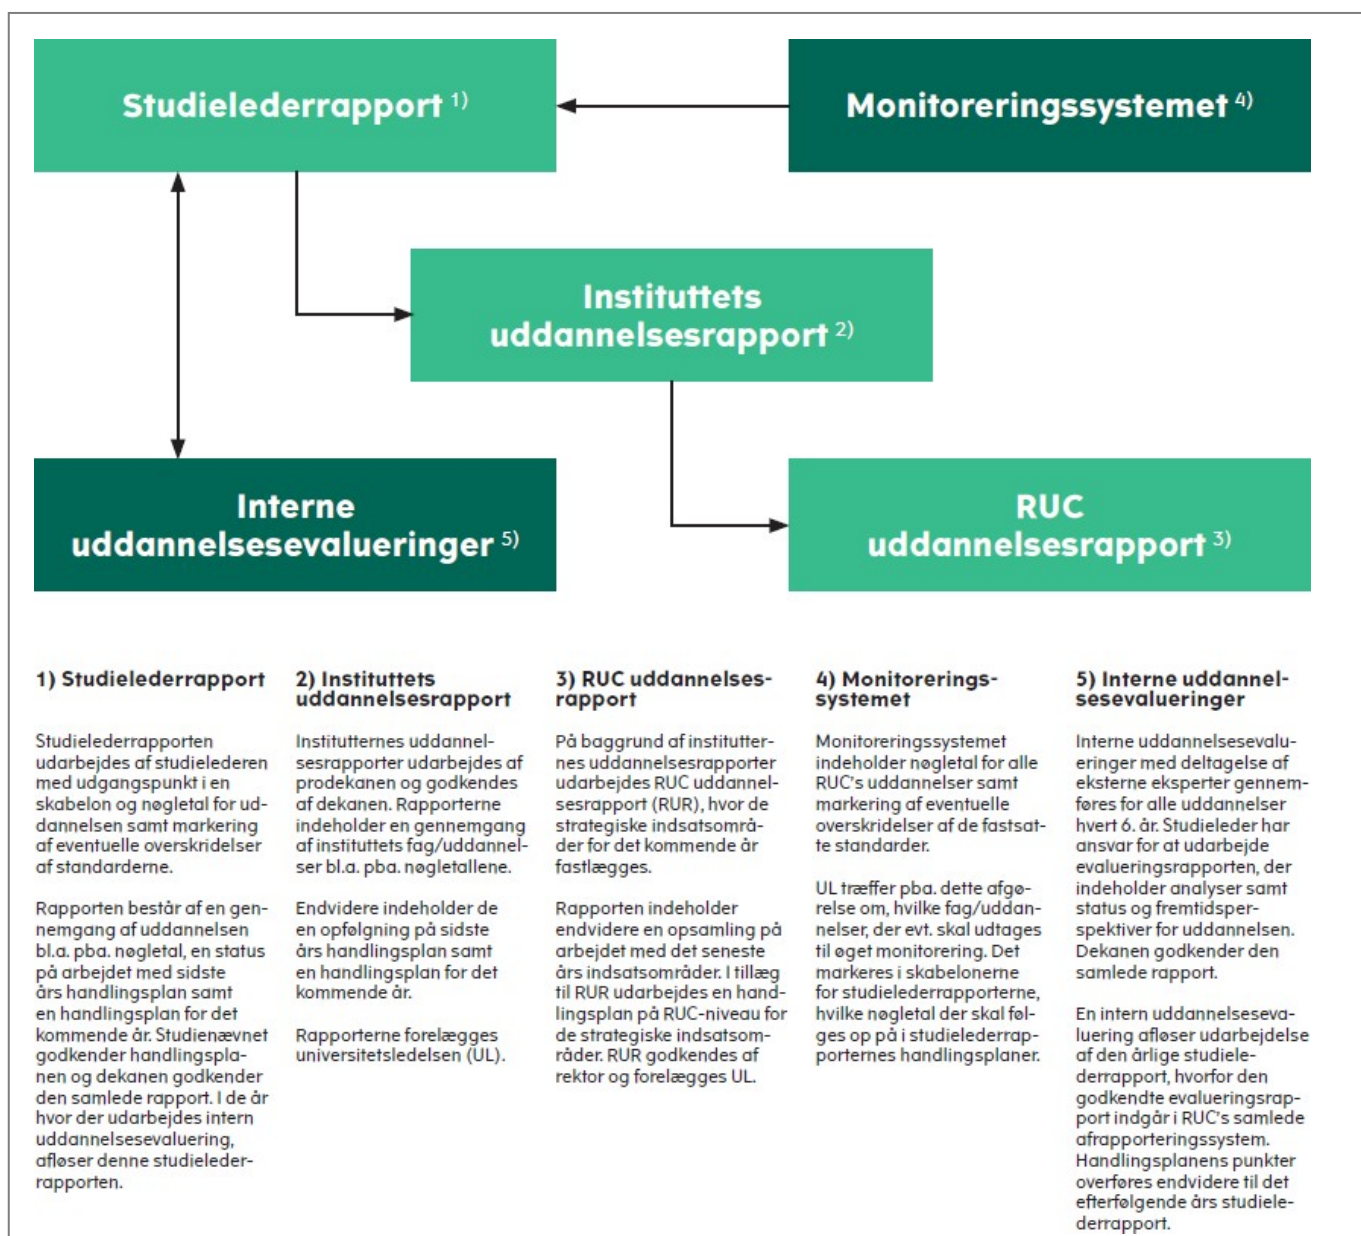 Studielederrapport 1)
Monitoreringssystemet 4)
Instituttets
uddannelsesrapport 2)
Interne
uddannelsesevalueringer 5)
RUC
uddannelsesrapport 3)
1) Studielederrapport
Studielederrapporten
udarbejdes af studielederen
med udgangspunkt i en
skabelon og nøgletal for ud-
dannelsen samt markering
af eventuelle overskridelser
af standarderne.
Rapporten består af en gen-
nemgang af uddannelsen
bl.a. pba. nøgletal, en status
på arbejdet med sidste
års handlingsplan samt
en handlingsplan for det
kommende år. Studienævnet
godkender handlingspla-
nen og dekanen godkender
den samlede rapport. I de år
hvor der udarbejdes intern
uddannelsesevaluering,
afløser denne studieleder-
rapporten.
2) Instituttets
uddannelsesrapport
Institutternes uddannel-
sesrapporter udarbejdes af
prodekanen og godkendes
af dekanen. Rapporterne
indeholder en gennemgang
af instituttets fag/uddannel-
ser bl.a. pba. nøgletallene.
Endvidere indeholder de
en opfølgning på sidste
års handlingsplan samt
en handlingsplan for det
kommende år.
Rapporterne forelægges
universitetsledelsen (UL).
3) RUC uddannelses-
rapport
På baggrund af institutter-
nes uddannelsesrapporter
udarbejdes RUC uddannel-
sesrapport (RUR), hvor de
strategiske indsatsområ-
der for det kommende år
fastlægges.
Rapporten indeholder
endvidere en opsamling på
arbejdet med det seneste
års indsatsområder. I tillæg
til RUR udarbejdes en hand-
lingsplan på RUC-niveau for
de strategiske indsatsom-
råder. RUR godkendes af
rektor og forelægges UL.
4) Monitorerings-
systemet
Monitoreringssystemet
indeholder nøgletal for alle
RUC's uddannelser samt
markering af eventuelle
overskridelser af de fastsat-
te standarder.
UL træffer pba. dette afgø-
relse om, hvilke fag/uddan-
nelser, der evt. skal udtages
til øget monitorering. Det
markeres i skabelonerne
for studielederrapporterne,
hvilke nøgletal der skal føl-
ges op på i studielederrap-
porternes handlingsplaner.
5) Interne uddannel-
sesevalueringer
Interne uddannelsesevalu-
eringer med deltagelse af
eksterne eksperter gennem-
føres for alle uddannelser
hvert 6. år. Studieleder har
ansvar for at udarbejde
evalueringsrapporten, der
indeholder analyser samt
status og fremtidsper-
spektiver for uddannelsen.
Dekanen godkender den
samlede rapport.
En intern uddannelseseva-
luering afløser udarbejdelse
af den årlige studiele-
derrapport, hvorfor den
godkendte evalueringsrap-
port indgår i RUC's samlede
afrapporteringssystem.
Handlingsplanens punkter
overføres endvidere til det
efterfølgende års studiele-
derrapport.